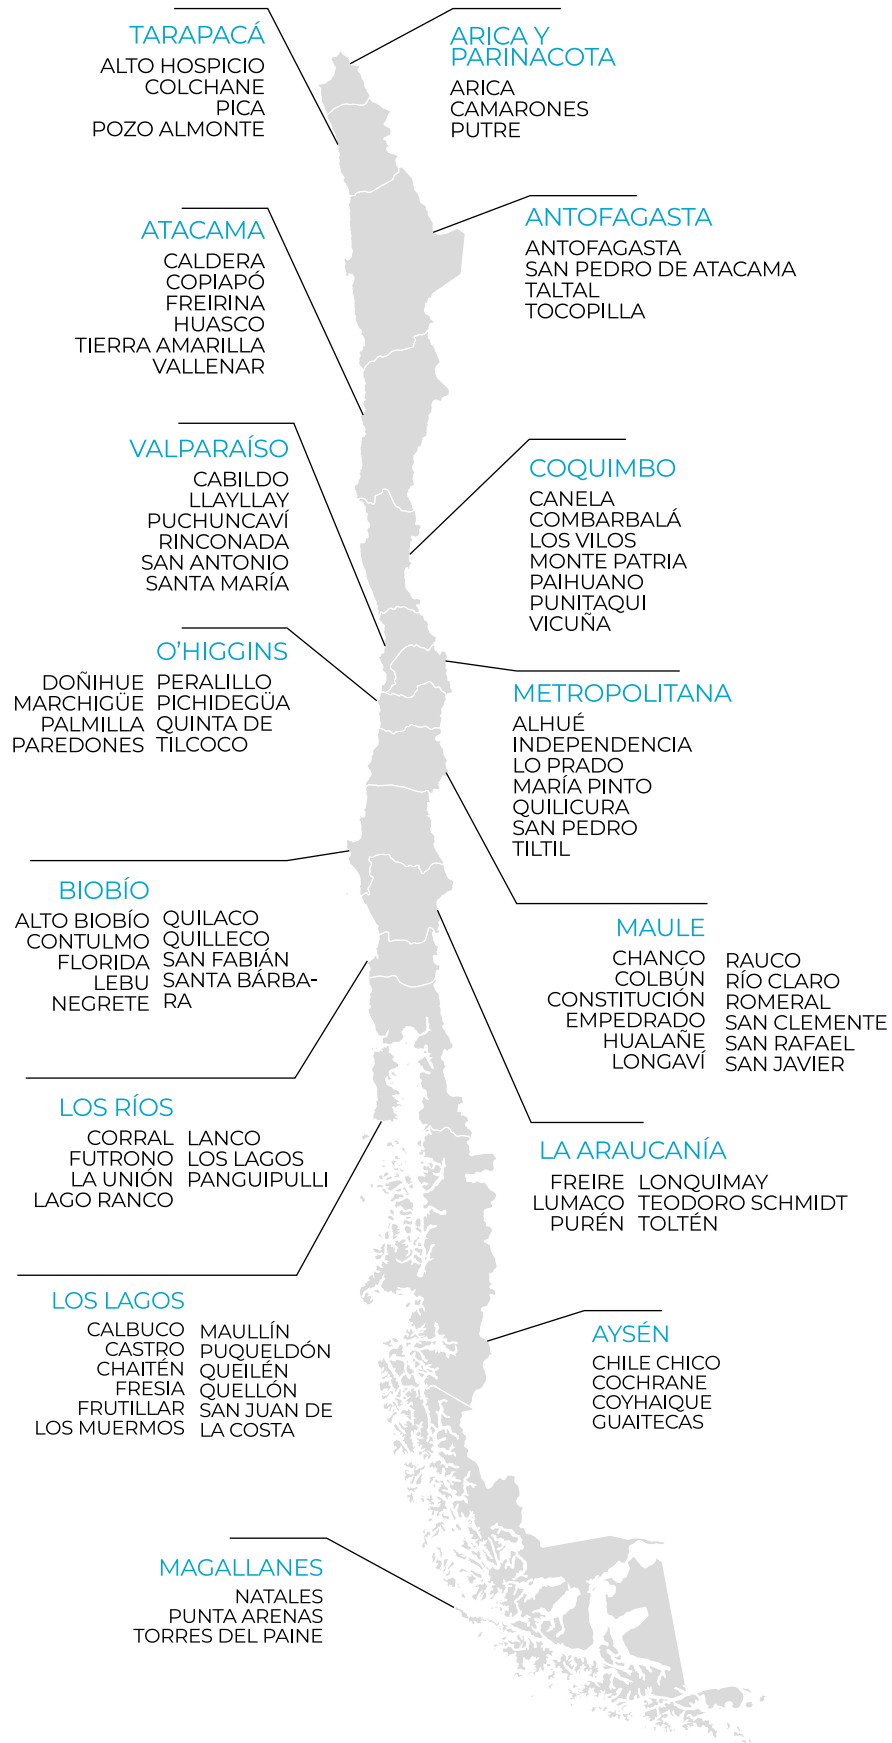 TARAPACÁ
ALTO HOSPICIO
COLCHANE
PICA
POZO ALMONTE
ARICA Y
PARINACOTA
ARICA
CAMARONES
PUTRE
ATACAMA
CALDERA
COPIAPÓ
FREIRINA
HUASCO
TIERRA AMARILLA
VALLENAR
ANTOFAGASTA
ANTOFAGASTA
SAN PEDRO DE ATACAMA
TALTAL
TOCOPILLA
VALPARAÍSO
CABILDO
LLAYLLAY
PUCHUNCAVÍ
RINCONADA
SAN ANTONIO
SANTA MARÍA
COQUIMBO
CANELA
COMBARBALÁ
LOS VILOS
MONTE PATRIA
PAIHUANO
PUNITAQUI
VICUÑA
O’HIGGINS
DOÑIHUE
MARCHIGÜE
PALMILLA
PAREDONES
PERALILLO
PICHIDEGÜA
QUINTA DE
TILCOCO
METROPOLITANA
ALHUÉ
INDEPENDENCIA
LO PRADO
MARÍA PINTO
QUILICURA
SAN PEDRO
TILTIL
BIOBÍO
ALTO BIOBÍO
CONTULMO
FLORIDA
LEBU
NEGRETE
QUILACO
QUILLECO
SAN FABIÁN
SANTA BÁRBA-
RA
MAULE
CHANCO
COLBÚN
CONSTITUCIÓN
EMPEDRADO
HUALAÑE
LONGAVÍ
RAUCO
RÍO CLARO
ROMERAL
SAN CLEMENTE
SAN RAFAEL
SAN JAVIER
LOS RÍOS
CORRAL
FUTRONO
LA UNIÓN
LAGO RANCO
LANCO
LOS LAGOS
PANGUIPULLI
LA ARAUCANÍA
FREIRE
LUMACO
PURÉN
LONQUIMAY
TEODORO SCHMIDT
TOLTÉN
LOS LAGOS
CALBUCO
CASTRO
CHAITÉN
FRESIA
FRUTILLAR
LOS MUERMOS
MAULLÍN
PUQUELDÓN
QUEILÉN
QUELLÓN
SAN JUAN DE
LA COSTA
AYSÉN
CHILE CHICO
COCHRANE
COYHAIQUE
GUAITECAS
MAGALLANES
NATALES
PUNTA ARENAS
TORRES DEL PAINE